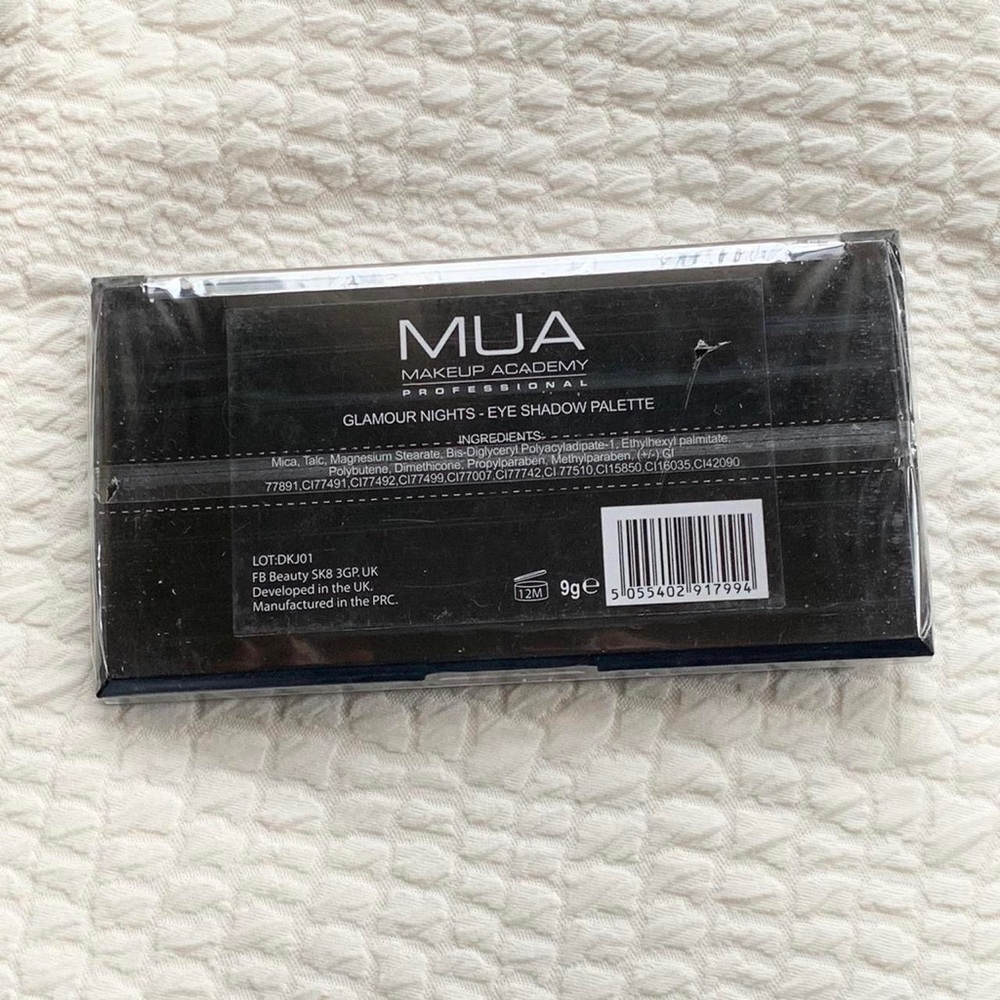 MUA
MAKEUP ACADEMY
PROFESSIONAL
GLAMOUR NIGHTS - EYE SHADOW PALETTE
INGREDIENTS:
Mica, Talc, Magnesium Stearate, Bis-Diglyceryl Polyacyladipate-1, Ethylhexyl palmitate,
Polybutene, Dimethicone, Propylparaben, Methylparaben, (+/-) CI
77891,CI77491,CI77492,CI77499,CI77007,CI77742,CI 77510,CI15850,CI16035,CI42090
LOT:DKJ01
FB Beauty SK8 3GP. UK
Developed in the UK.
Manufactured in the PRC.
12M
9g℮
5 055402 917994